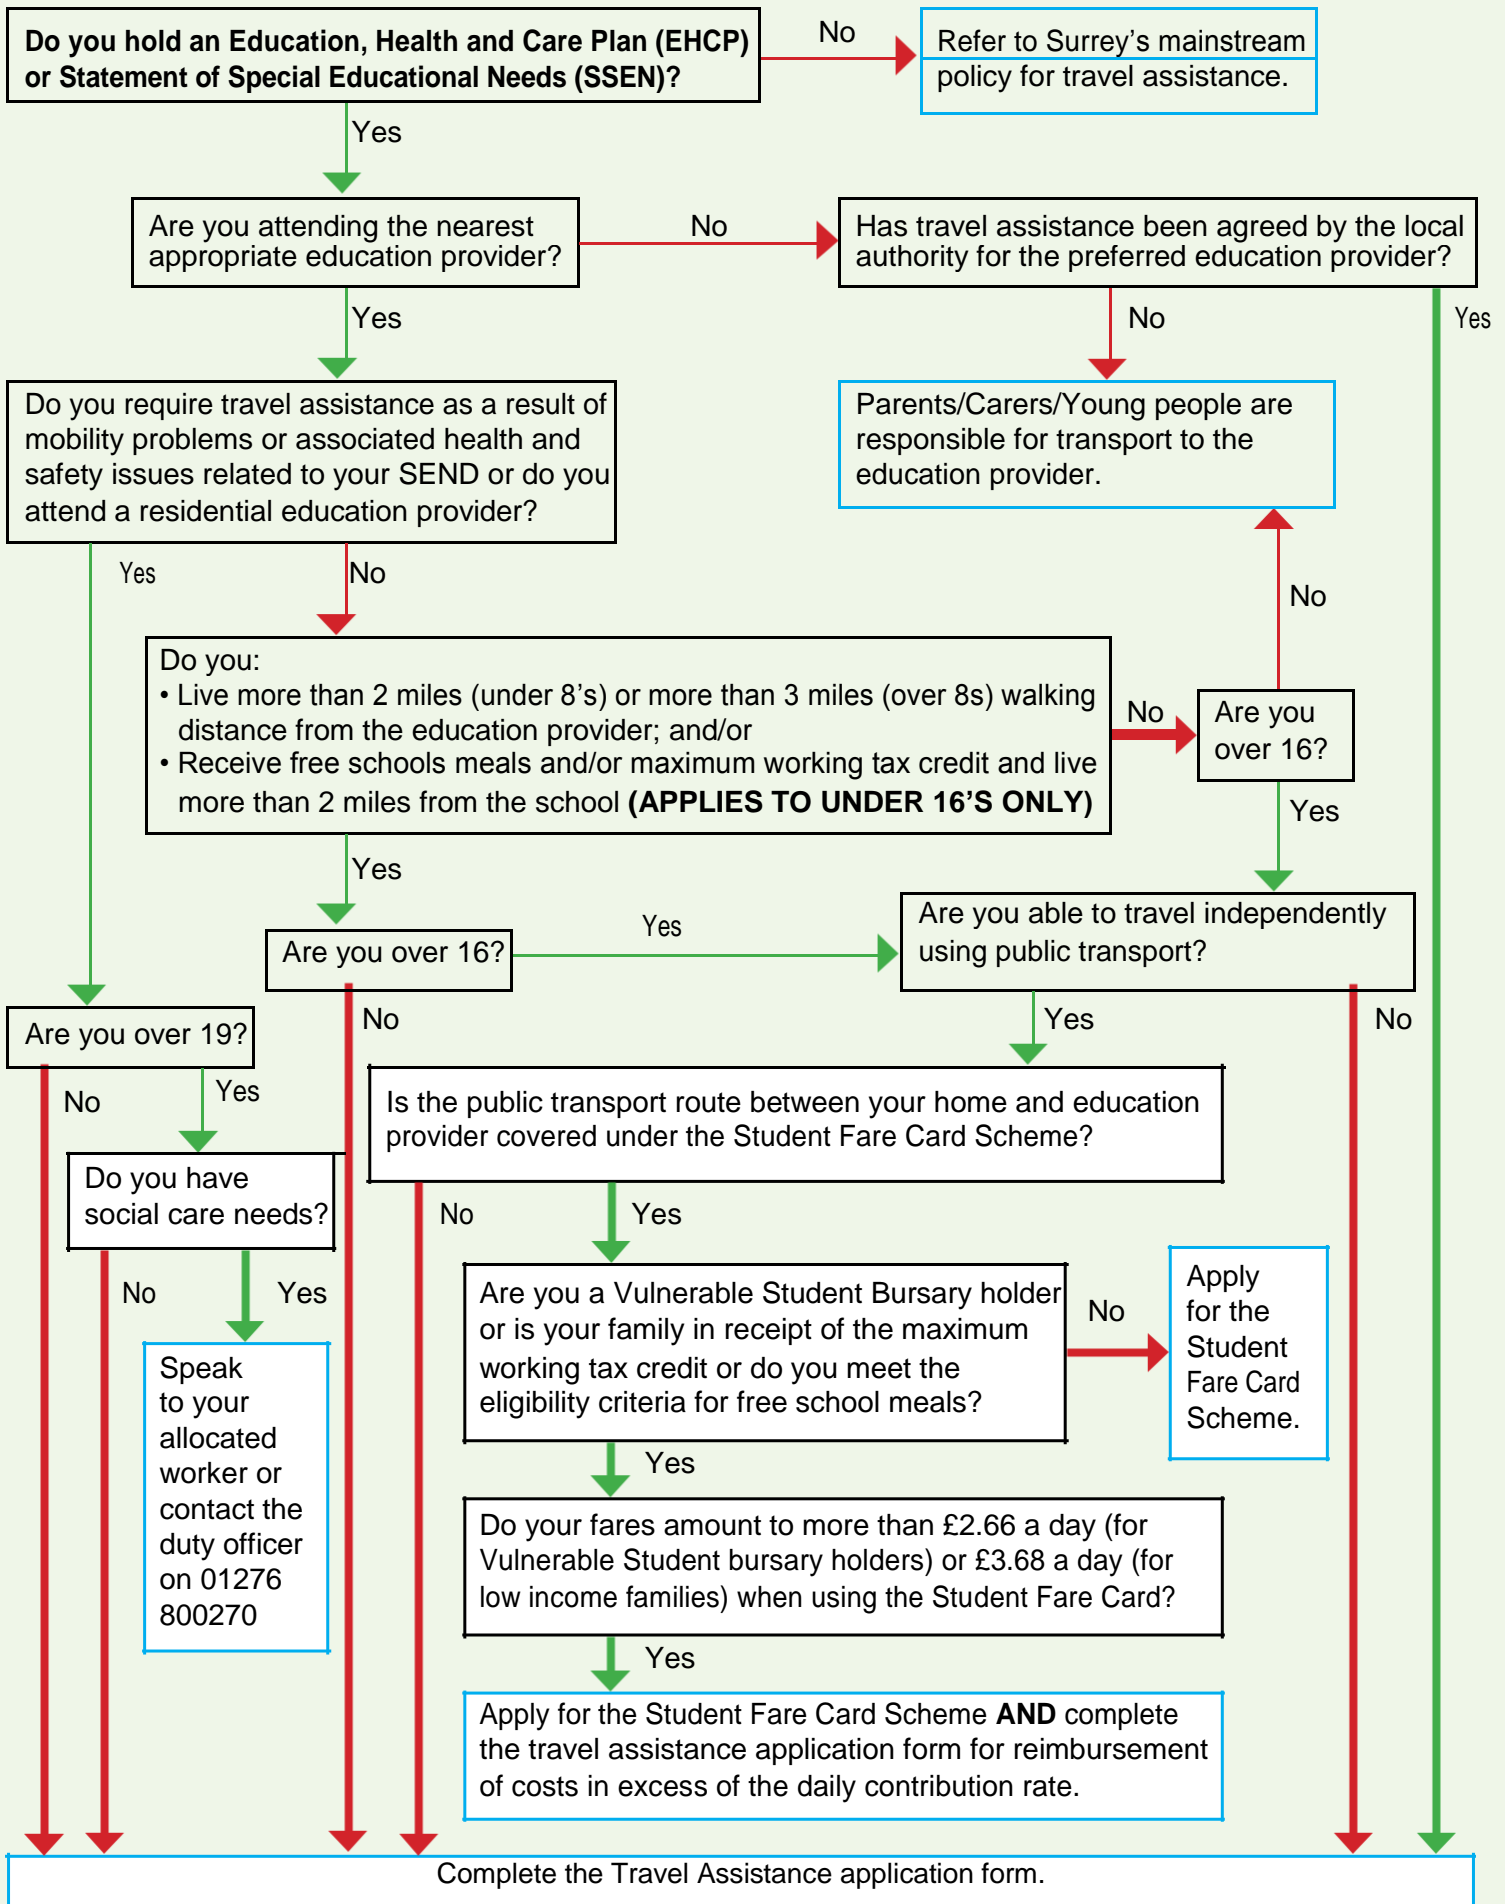 Do you hold an Education, Health and Care Plan (EHCP)
or Statement of Special Educational Needs (SSEN)?
No
Refer to Surrey's mainstream
policy for travel assistance.
Yes
Are you attending the nearest
appropriate education provider?
No
Has travel assistance been agreed by the local
authority for the preferred education provider?
Yes
No
Yes
Do you require travel assistance as a result of
mobility problems or associated health and
safety issues related to your SEND or do you
attend a residential education provider?
Parents/Carers/Young people are
responsible for transport to the
education provider.
Yes
No
No
Do you:
• Live more than 2 miles (under 8's) or more than 3 miles (over 8s) walking
distance from the education provider; and/or
• Receive free schools meals and/or maximum working tax credit and live
more than 2 miles from the school (APPLIES TO UNDER 16'S ONLY)
No
Are you
over 16?
Yes
Yes
Are you over 16?
Yes
Are you able to travel independently
using public transport?
Are you over 19?
No
Yes
No
No
Yes
Is the public transport route between your home and education
provider covered under the Student Fare Card Scheme?
Do you have
social care needs?
No
Yes
No
Yes
Are you a Vulnerable Student Bursary holder
or is your family in receipt of the maximum
working tax credit or do you meet the
eligibility criteria for free school meals?
No
Apply
for the
Student
Fare Card
Scheme.
Speak
to your
allocated
worker or
contact the
duty officer
on 01276
800270
Yes
Do your fares amount to more than £2.66 a day (for
Vulnerable Student bursary holders) or £3.68 a day (for
low income families) when using the Student Fare Card?
Yes
Apply for the Student Fare Card Scheme AND complete
the travel assistance application form for reimbursement
of costs in excess of the daily contribution rate.
Complete the Travel Assistance application form.